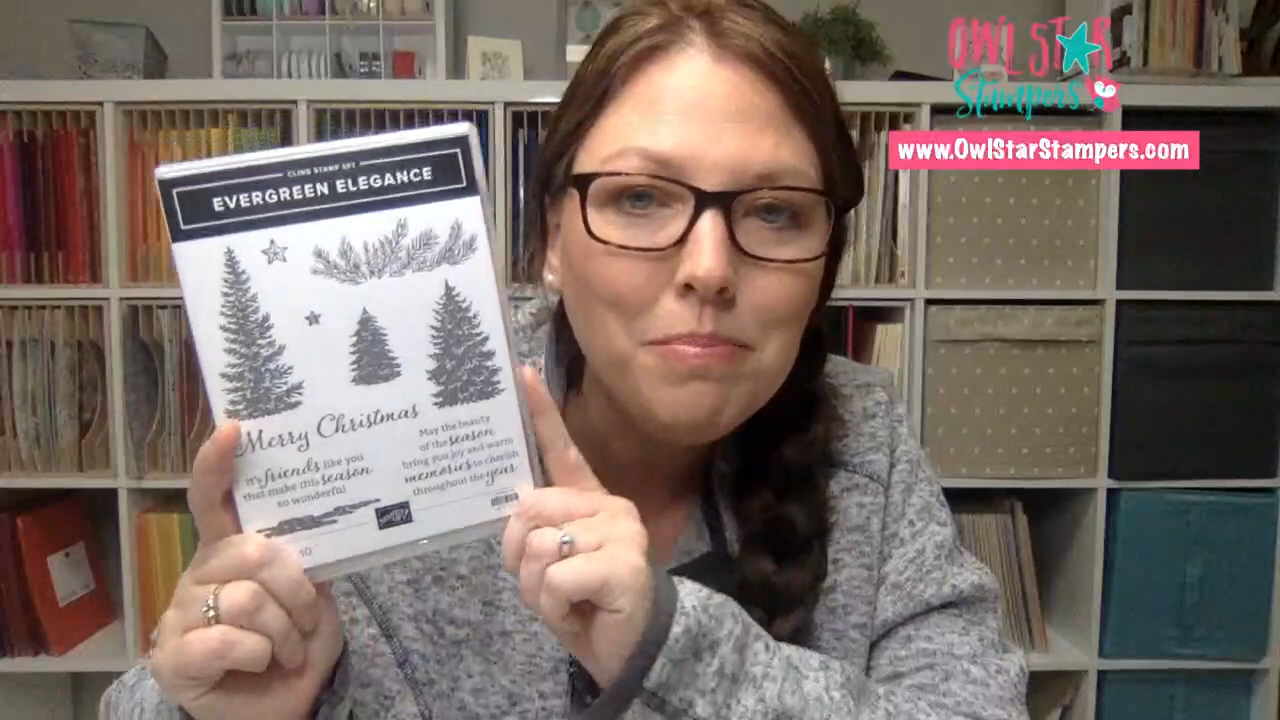 OWL STAR
Stampers
www.OwlStarStampers.com
CLING STAMP SET
EVERGREEN ELEGANCE
Merry Christmas
It's friends like you
that make this season
so wonderful
May the beauty
of the season
bring you joy and warm
memories to cherish
throughout the year
10